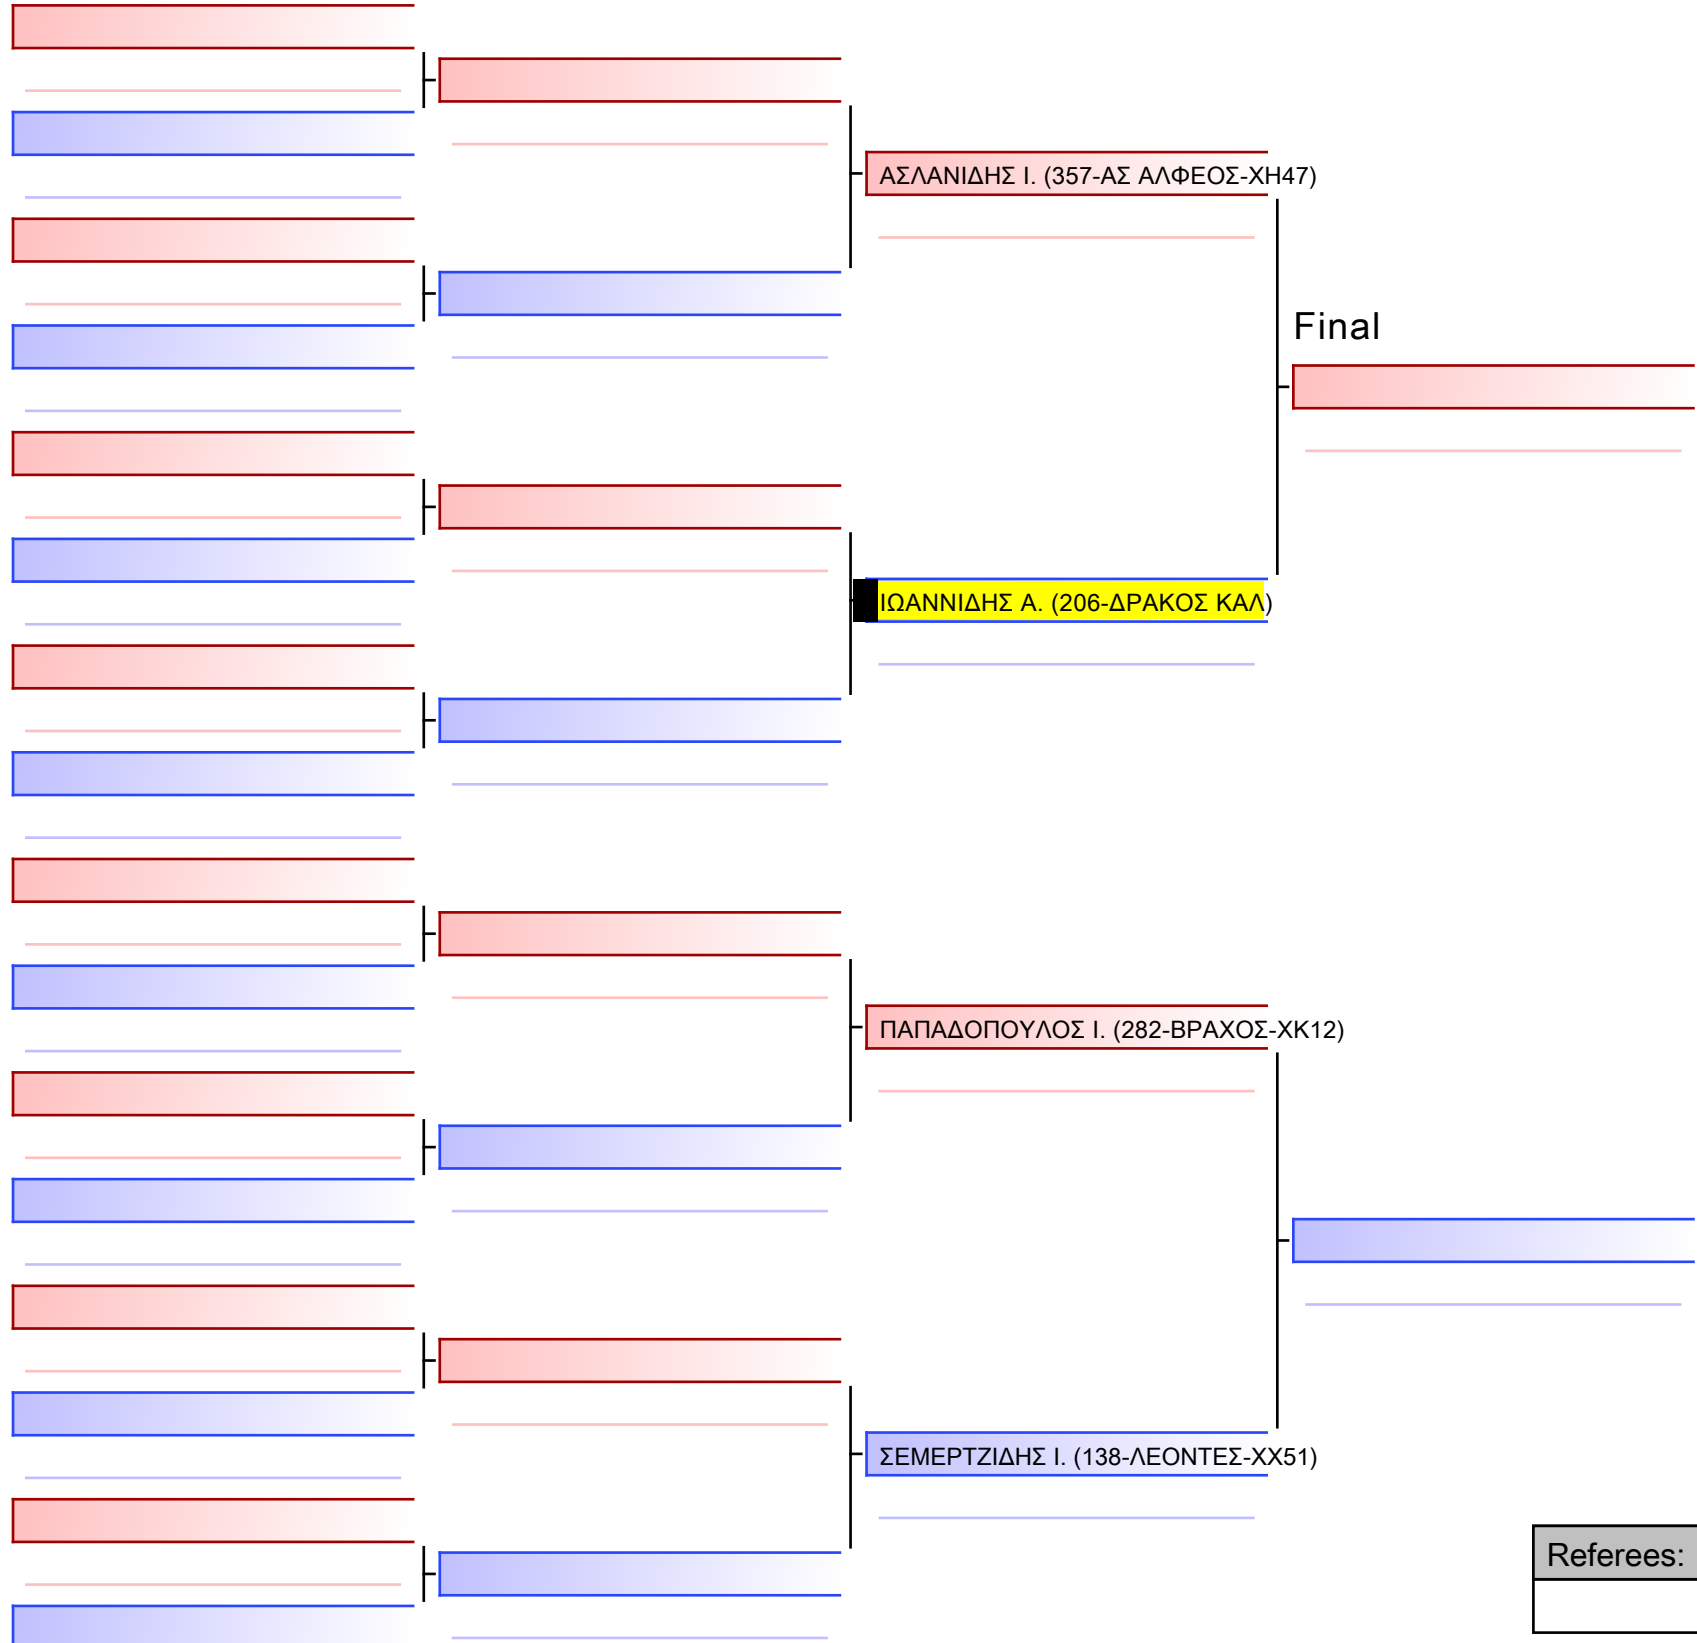 ΑΣΛΑΝΙΔΗΣ Ι. (357-ΑΣ ΑΛΦΕΟΣ-ΧΗ47)
Final
ΙΩΑΝΝΙΔΗΣ Α. (206-ΔΡΑΚΟΣ ΚΑΛ)
ΠΑΠΑΔΟΠΟΥΛΟΣ Ι. (282-ΒΡΑΧΟΣ-ΧΚ12)
ΣΕΜΕΡΤΖΙΔΗΣ Ι. (138-ΛΕΟΝΤΕΣ-ΧΧ51)
Referees: